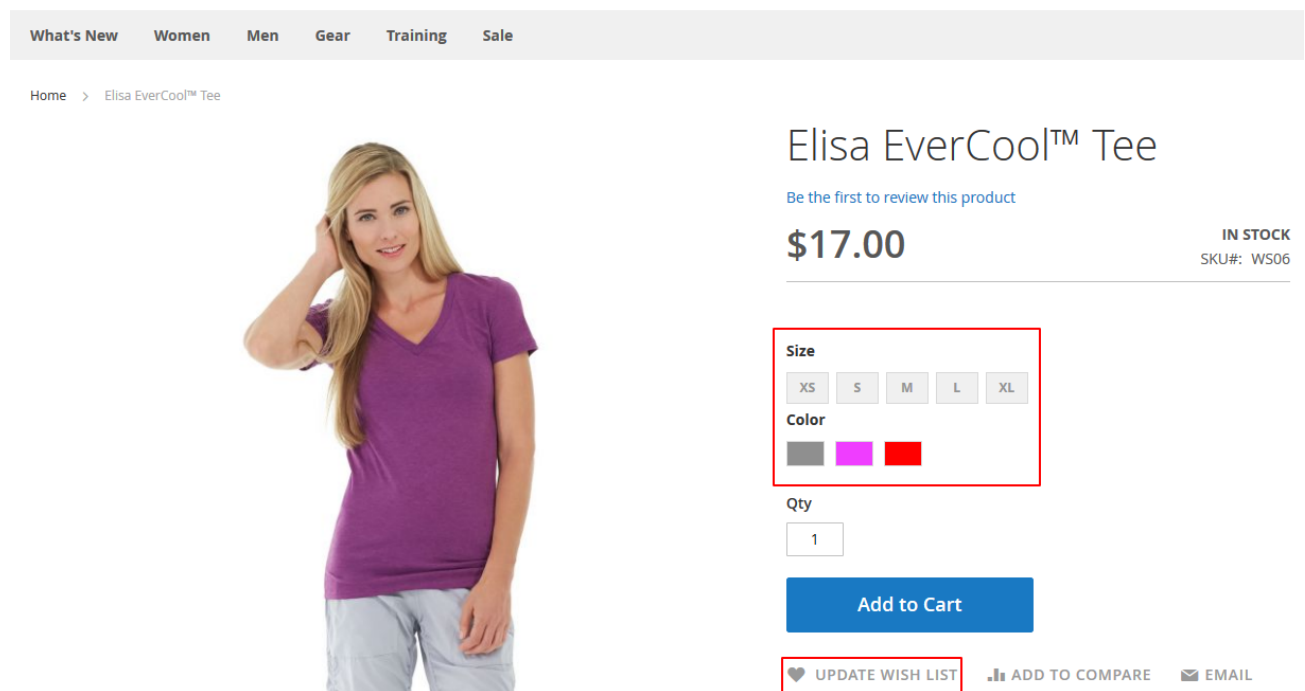 What's New Women Men Gear Training Sale
Home > Elisa EverCool™ Tee
Elisa EverCool™ Tee
Be the first to review this product
$17.00
IN STOCK
SKU#: WS06
Size
XS S M L XL
Color
Qty
1
Add to Cart
UPDATE WISH LIST ADD TO COMPARE EMAIL